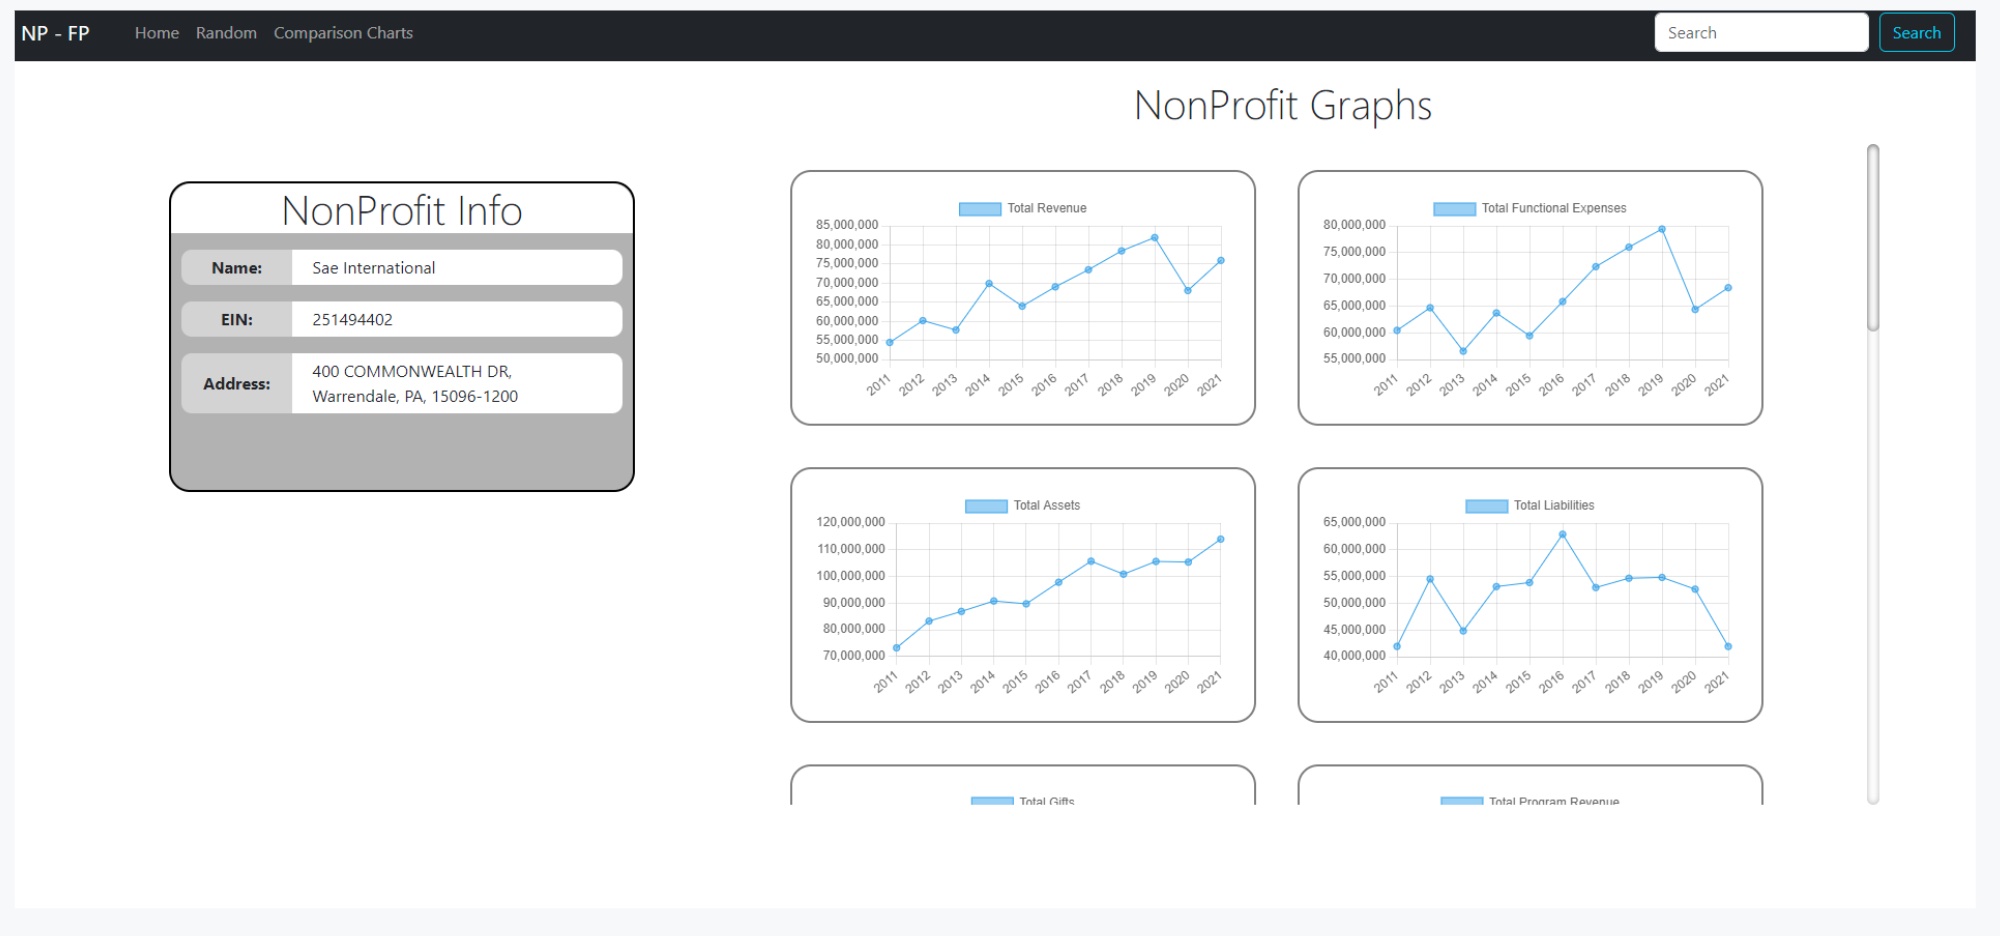 NP - FP Home Random Comparison Charts Search Search
NonProfit Graphs
NonProfit Info
Name: Sae International
EIN: 251494402
Address: 400 COMMONWEALTH DR,
Warrendale, PA, 15096-1200
Total Revenue
85,000,000
80,000,000
75,000,000
70,000,000
65,000,000
60,000,000
55,000,000
50,000,000
2011 2012 2013 2014 2015 2016 2017 2018 2019 2020 2021
Total Functional Expenses
80,000,000
75,000,000
70,000,000
65,000,000
60,000,000
55,000,000
2011 2012 2013 2014 2015 2016 2017 2018 2019 2020 2021
Total Assets
120,000,000
110,000,000
100,000,000
90,000,000
80,000,000
70,000,000
2011 2012 2013 2014 2015 2016 2017 2018 2019 2020 2021
Total Liabilities
65,000,000
60,000,000
55,000,000
50,000,000
45,000,000
40,000,000
2011 2012 2013 2014 2015 2016 2017 2018 2019 2020 2021
Total Gifts
Total Program Revenue